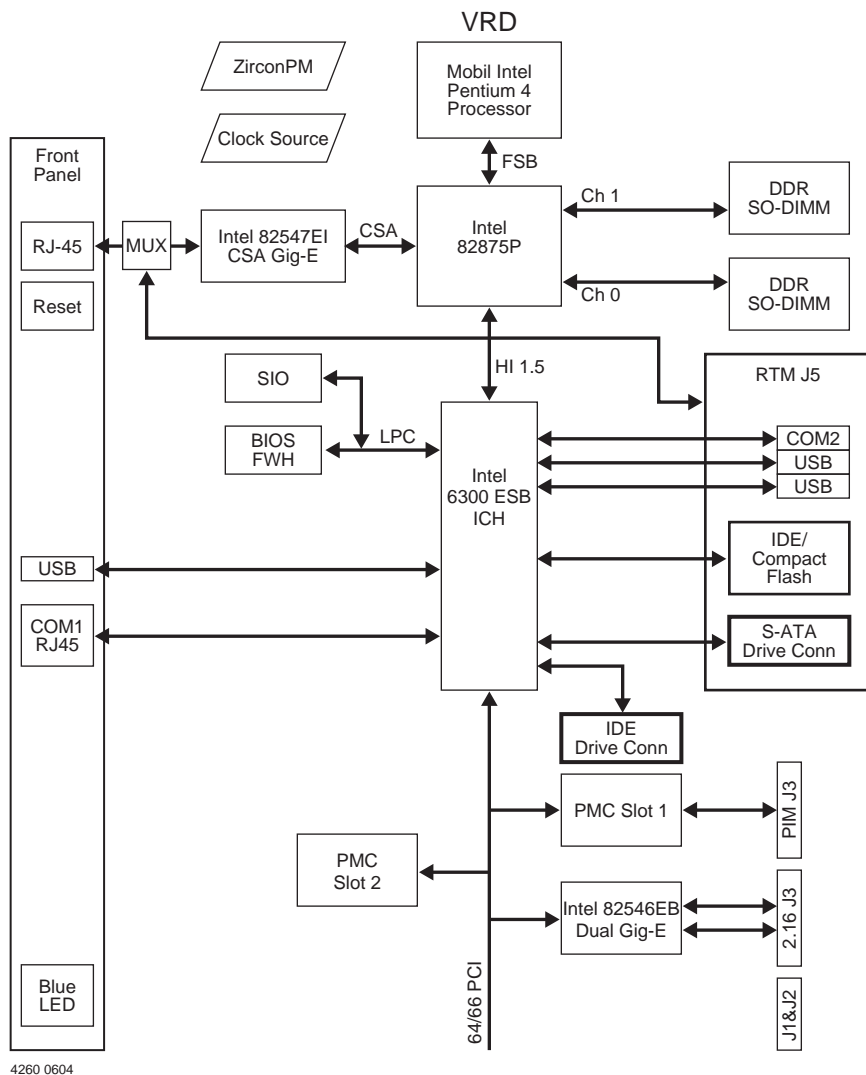 VRD
ZirconPM
Mobil Intel
Pentium 4
Processor
Clock Source
Front
Panel
FSB
Ch 1
DDR
SO-DIMM
RJ-45
MUX
Intel 82547EI
CSA Gig-E
CSA
Intel
82875P
Ch 0
DDR
SO-DIMM
Reset
HI 1.5
RTM J5
SIO
BIOS
FWH
LPC
Intel
6300 ESB
ICH
COM2
USB
USB
IDE/
Compact
Flash
USB
COM1
RJ45
S-ATA
Drive Conn
IDE
Drive Conn
PMC Slot 1
PIM J3
PMC
Slot 2
Intel 82546EB
Dual Gig-E
2.16 J3
Blue
LED
64/66 PCI
J1&J2
4260 0604